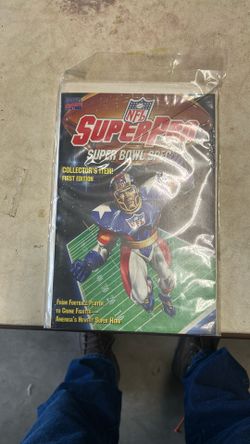 NFL
SUPERPRO
SUPER BOWL SPECIAL
COLLECTOR'S ITEM!
FIRST EDITION
NFL
FROM FOOTBALL PLAYER
TO CRIME FIGHTER—
AMERICA'S NEWEST SUPER HERO